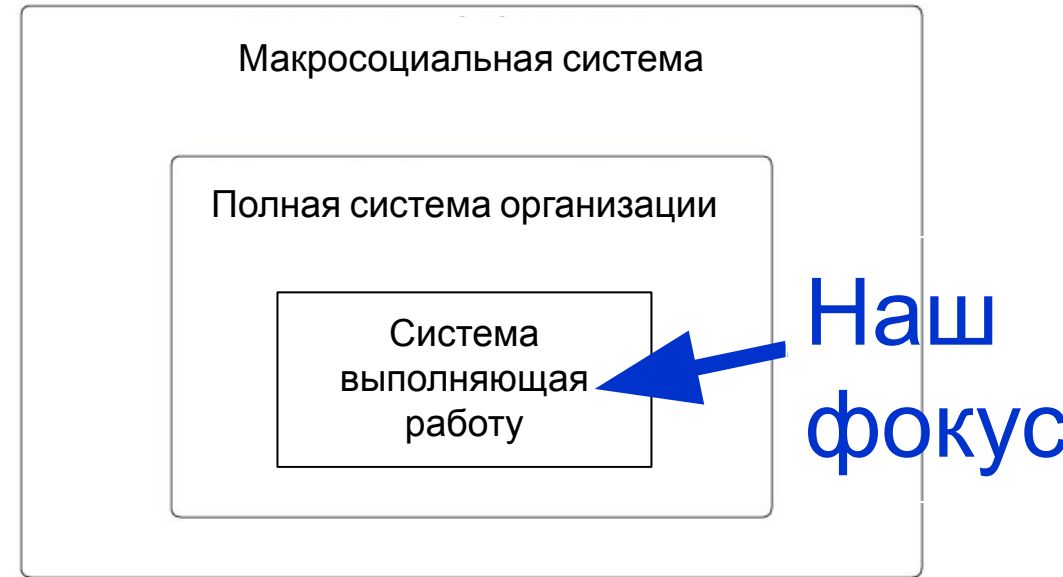 Макросоциальная система
Полная система организации
Система
выполняющая
работу
Наш
фокус